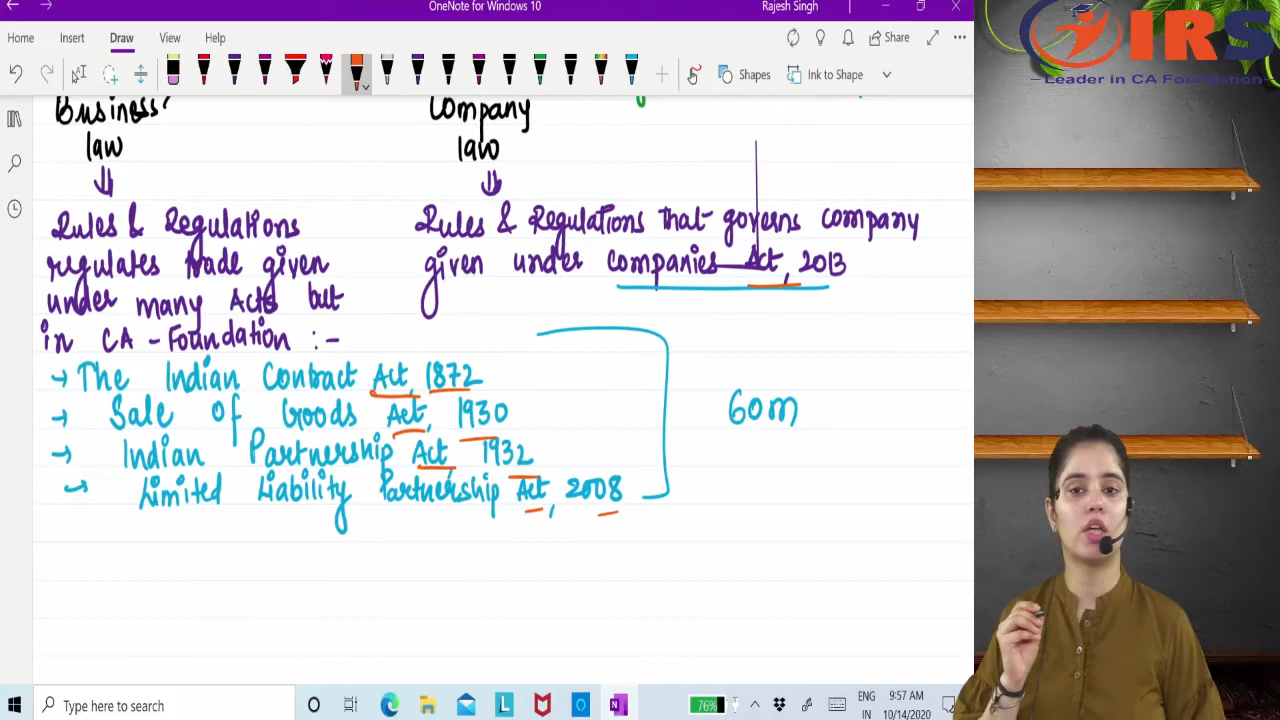 OneNote for Windows 10
Rajesh Singh
Home Insert Draw View Help
Share
Shapes
Ink to Shape
IRS
Leader in CA Foundation
Business
law
Rules & Regulations
regulates trade given
under many Acts but
in CA - Foundation :-
→ The Indian Contract Act, 1872
→ Sale of Goods Act, 1930
→ Indian Partnership Act, 1932
→ Limited Liability Partnership Act, 2008
60m
Company
law
Rules & Regulations that governs company
given under companies Act, 2013
Type here to search
76%
ENG
IN
9:57 AM
10/14/2020